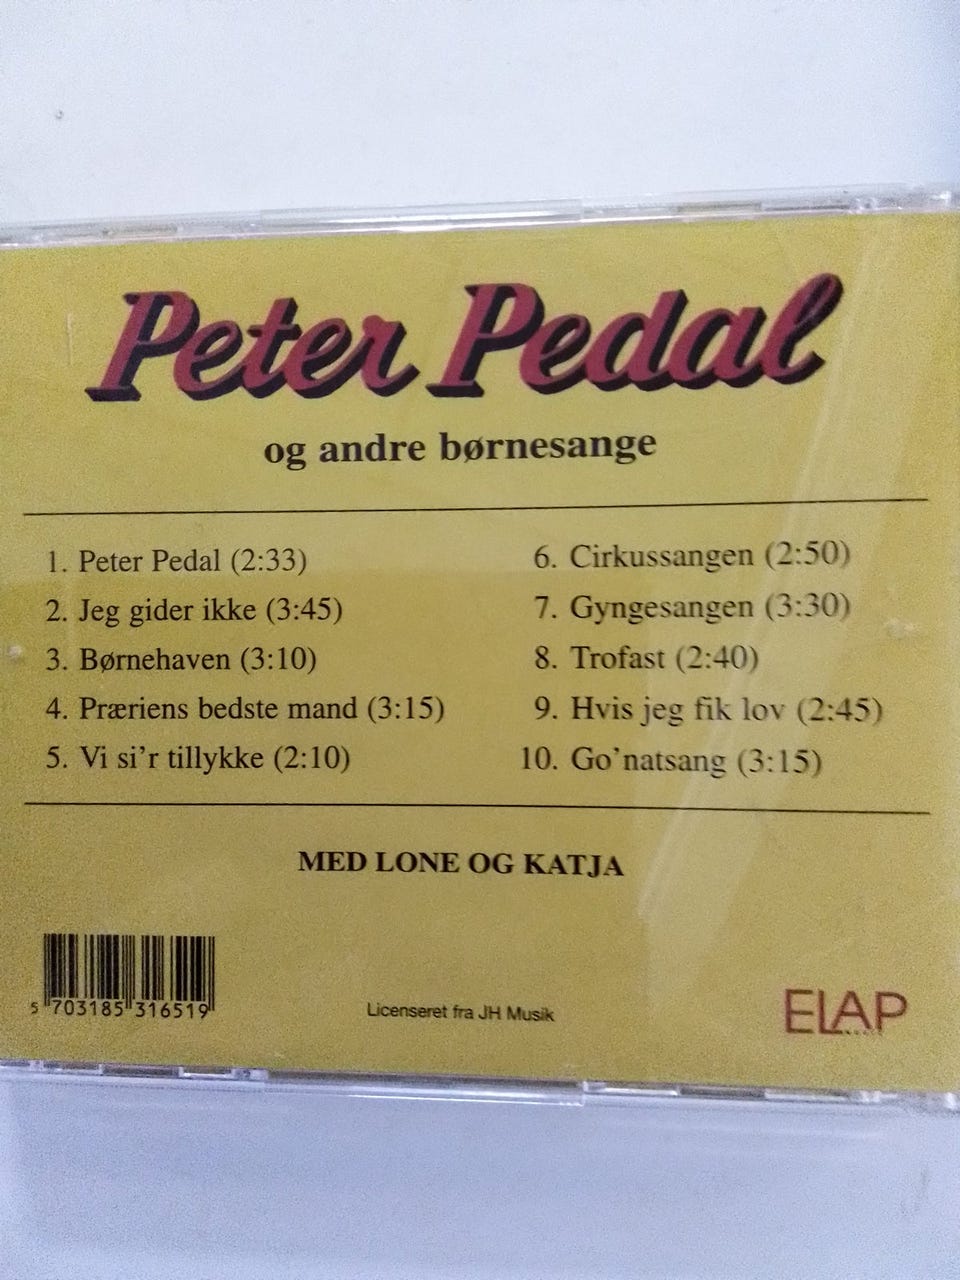 Peter Pedal
og andre børnesange
1. Peter Pedal (2:33)
2. Jeg gider ikke (3:45)
3. Børnehaven (3:10)
4. Præriens bedste mand (3:15)
5. Vi si'r tillykke (2:10)
6. Cirkussangen (2:50)
7. Gyngesangen (3:30)
8. Trofast (2:40)
9. Hvis jeg fik lov (2:45)
10. Go'natsang (3:15)
MED LONE OG KATJA
5 703185 316519
Licenseret fra JH Musik
ELAP